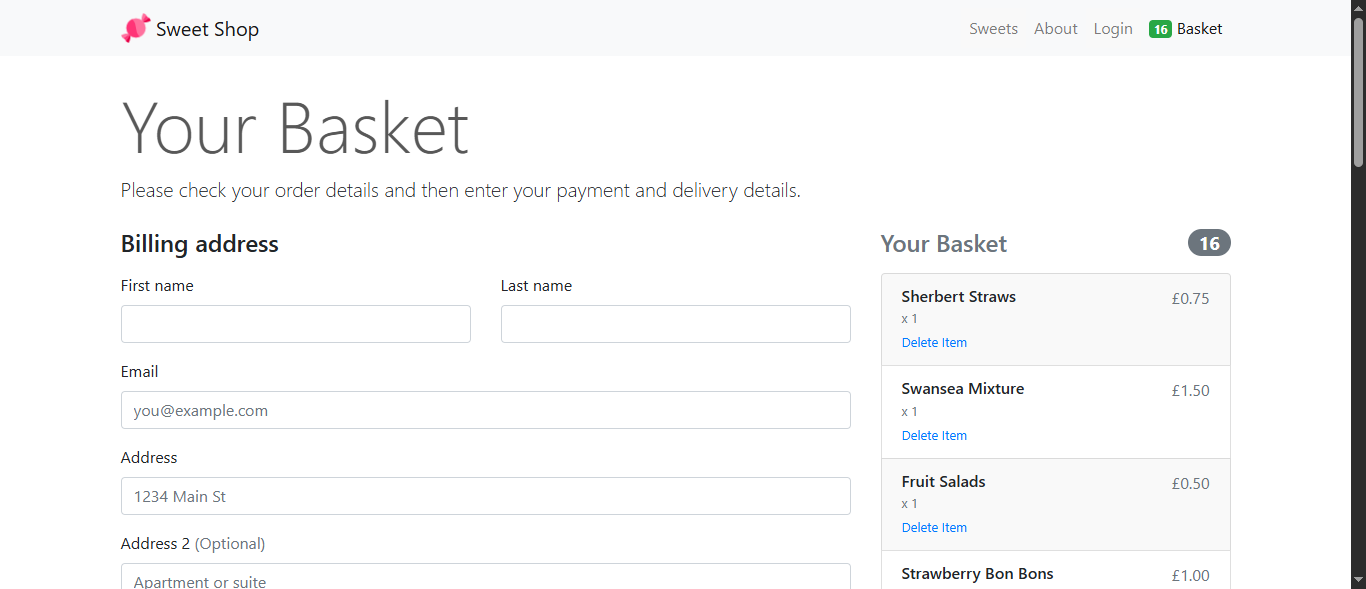 Sweet Shop
Sweets About Login 16 Basket
Your Basket
Please check your order details and then enter your payment and delivery details.
Billing address
First name Last name
Email
you@example.com
Address
1234 Main St
Address 2 (Optional)
Apartment or suite
Your Basket 16
Sherbert Straws £0.75
x 1
Delete Item
Swansea Mixture £1.50
x 1
Delete Item
Fruit Salads £0.50
x 1
Delete Item
Strawberry Bon Bons £1.00